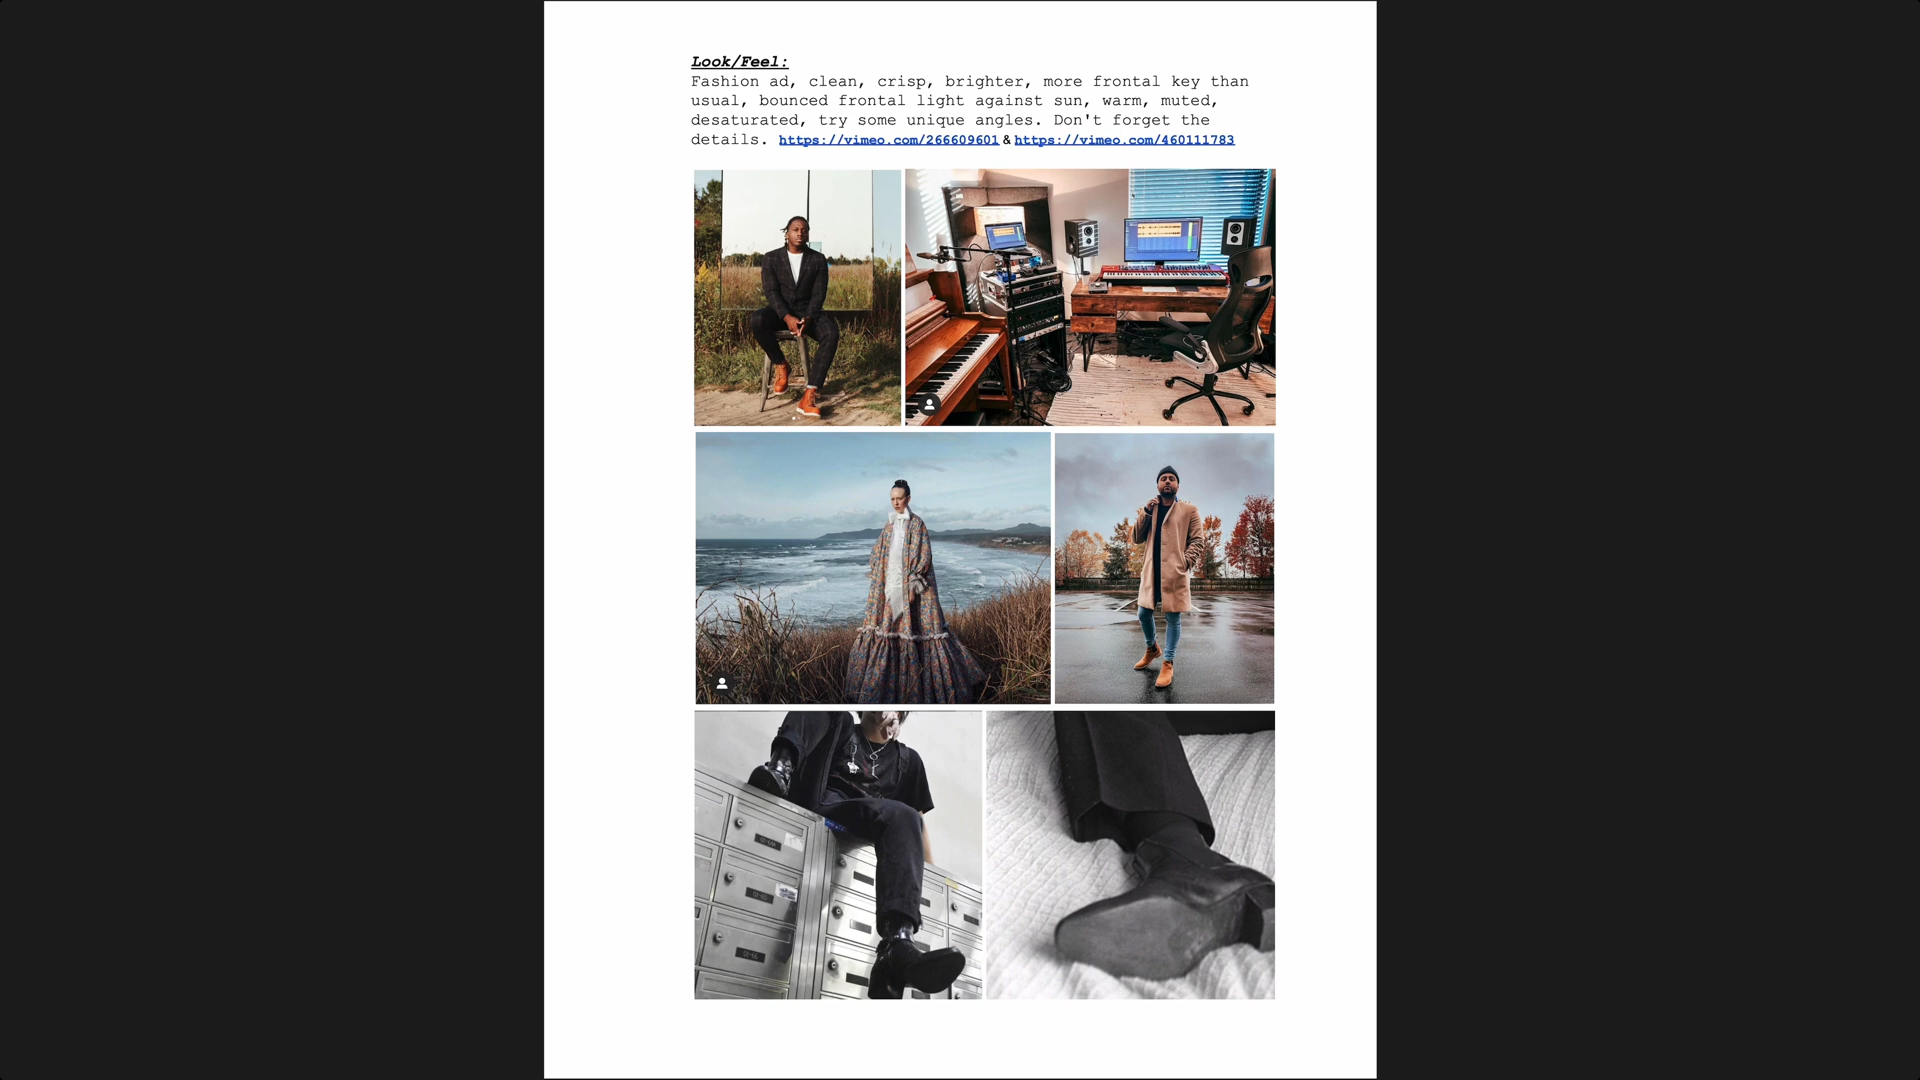 Look/Feel:
Fashion ad, clean, crisp, brighter, more frontal key than
usual, bounced frontal light against sun, warm, muted,
desaturated, try some unique angles. Don't forget the
details. https://vimeo.com/266609601 & https://vimeo.com/460111783